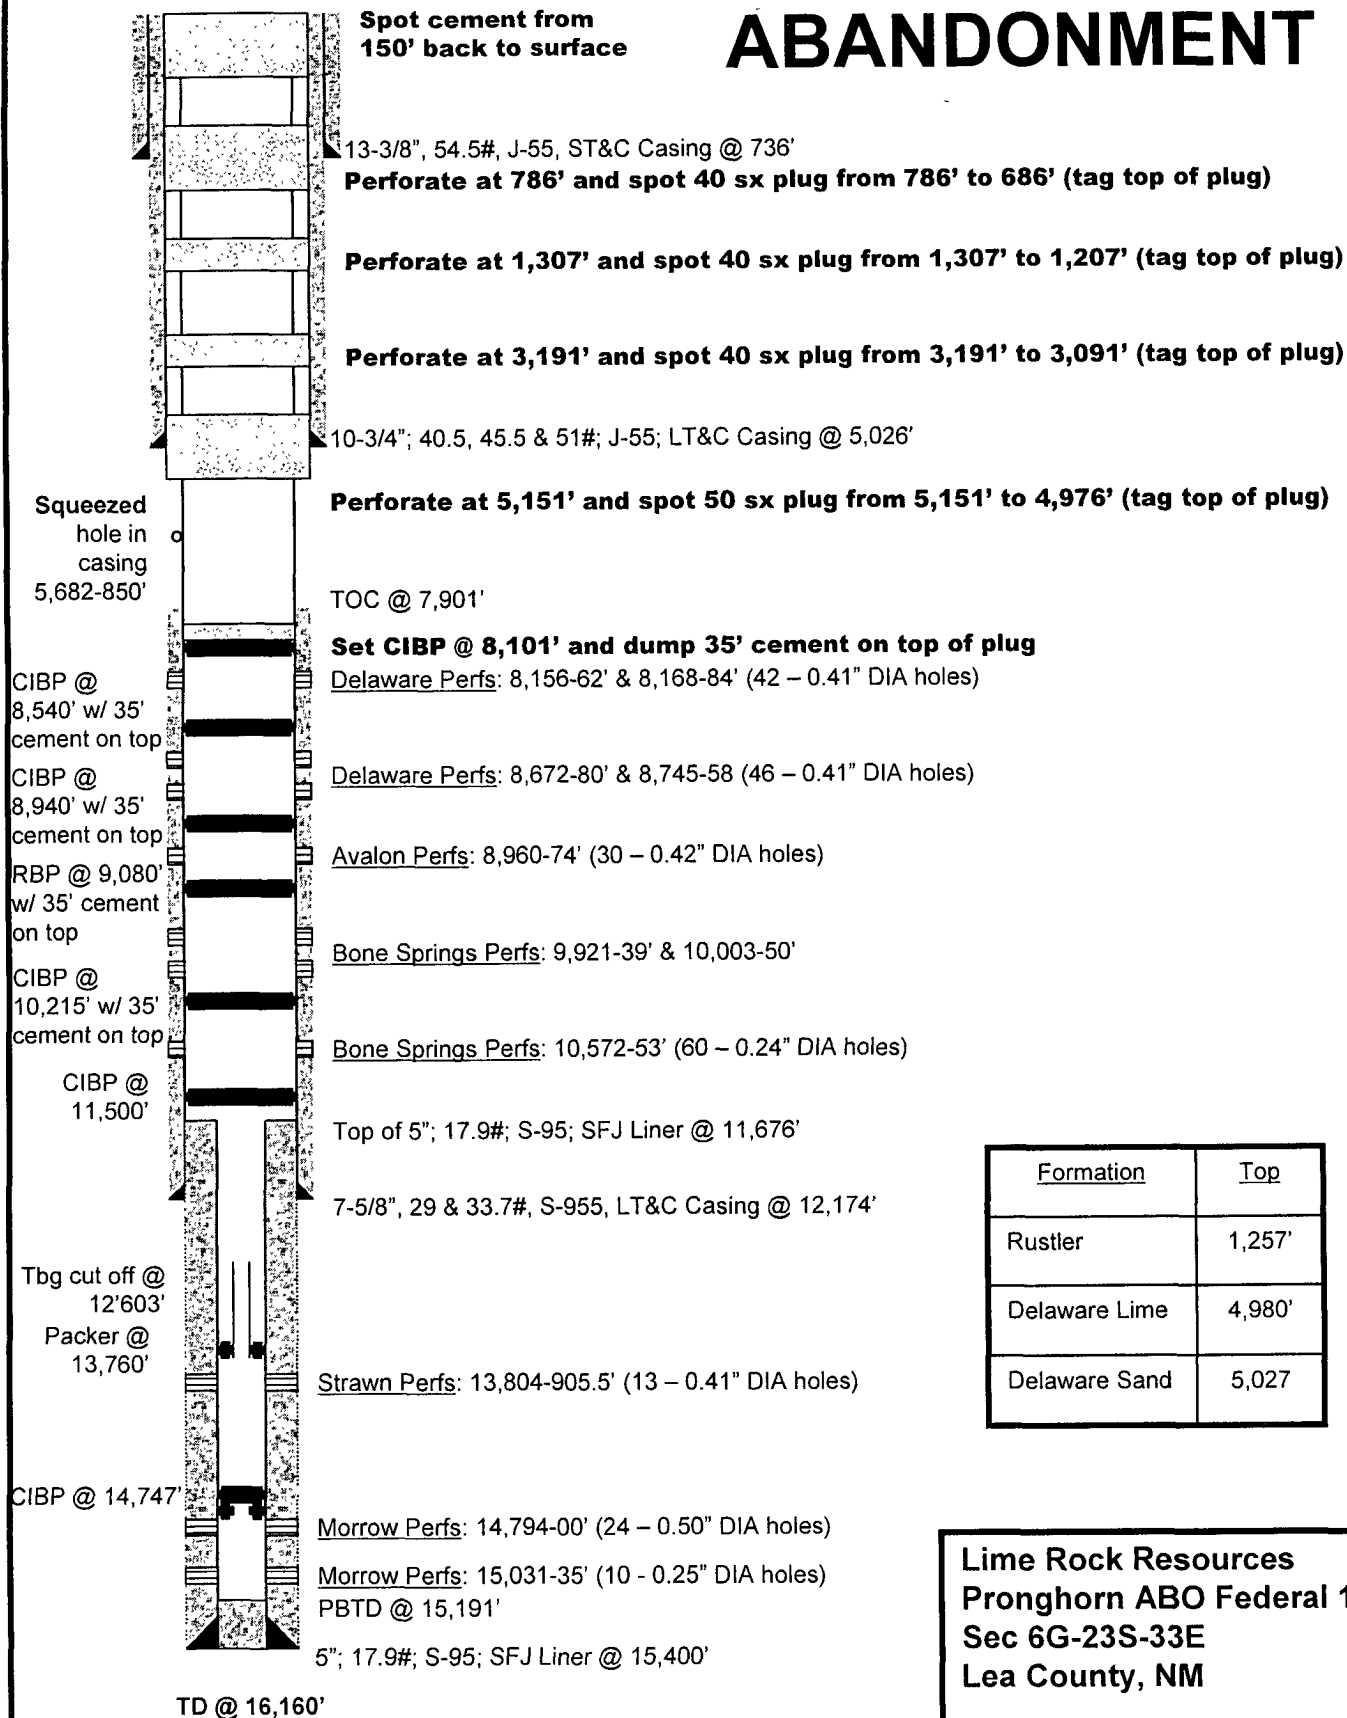 Spot cement from
150' back to surface
ABANDONMENT
13-3/8", 54.5#, J-55, ST&C Casing @ 736'
Perforate at 786' and spot 40 sx plug from 786' to 686' (tag top of plug)
Perforate at 1,307' and spot 40 sx plug from 1,307' to 1,207' (tag top of plug)
Perforate at 3,191' and spot 40 sx plug from 3,191' to 3,091' (tag top of plug)
10-3/4"; 40.5, 45.5 & 51#; J-55; LT&C Casing @ 5,026'
Perforate at 5,151' and spot 50 sx plug from 5,151' to 4,976' (tag top of plug)
Squeezed
hole in
casing
5,682-850'
TOC @ 7,901'
Set CIBP @ 8,101' and dump 35' cement on top of plug
Delaware Perfs: 8,156-62' & 8,168-84' (42 – 0.41" DIA holes)
CIBP @
8,540' w/ 35'
cement on top
Delaware Perfs: 8,672-80' & 8,745-58 (46 – 0.41" DIA holes)
CIBP @
8,940' w/ 35'
cement on top
Avalon Perfs: 8,960-74' (30 – 0.42" DIA holes)
RBP @ 9,080'
w/ 35' cement
on top
Bone Springs Perfs: 9,921-39' & 10,003-50'
CIBP @
10,215' w/ 35'
cement on top
Bone Springs Perfs: 10,572-53' (60 – 0.24" DIA holes)
CIBP @
11,500'
Top of 5"; 17.9#; S-95; SFJ Liner @ 11,676'
7-5/8", 29 & 33.7#, S-955, LT&C Casing @ 12,174'
Formation Top
Rustler 1,257'
Delaware Lime 4,980'
Delaware Sand 5,027
Tbg cut off @
12'603'
Packer @
13,760'
Strawn Perfs: 13,804-905.5' (13 – 0.41" DIA holes)
CIBP @ 14,747'
Morrow Perfs: 14,794-00' (24 – 0.50" DIA holes)
Morrow Perfs: 15,031-35' (10 - 0.25" DIA holes)
PBTD @ 15,191'
5"; 17.9#; S-95; SFJ Liner @ 15,400'
TD @ 16,160'
Lime Rock Resources
Pronghorn ABO Federal 1
Sec 6G-23S-33E
Lea County, NM